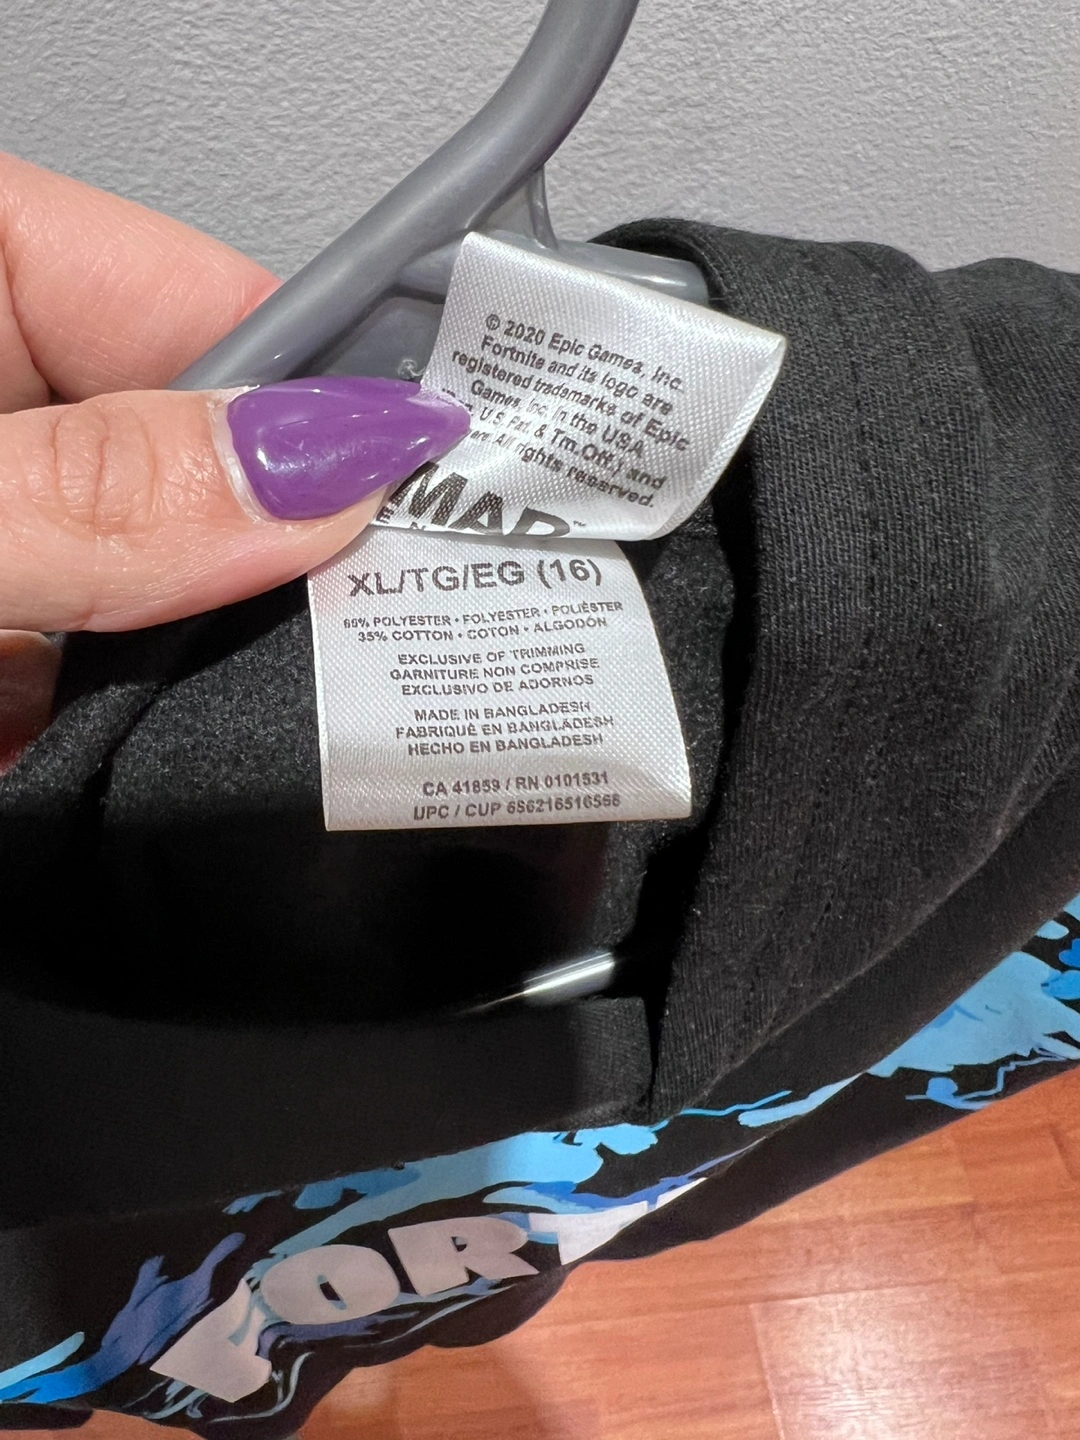 © 2020 Epic Games, Inc.
Fortnite and its logo are
registered trademarks of Epic
Games, Inc. in the USA
U.S. Pat. & Tm. Off.) and
All rights reserved.
MAD™
XL/TG/EG (16)
POLYESTER • POLYESTER • POLIÉSTER
35% COTTON • COTON • ALGODÓN
EXCLUSIVE OF TRIMMING
GARNITURE NON COMPRISE
EXCLUSIVO DE ADORNOS
MADE IN BANGLADESH
FABRIQUÉ EN BANGLADESH
HECHO EN BANGLADESH
CA 41859 / RN 0101531
UPC / CUP
FORT